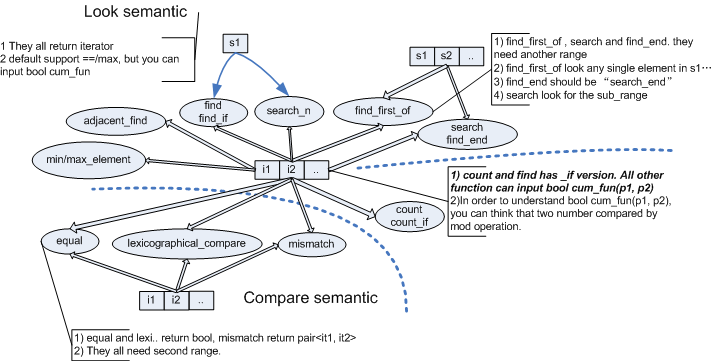 Look semantic
1 They all return iterator
2 default support ==/max, but you can
input bool cum_fun
s1
s1 s2 ..
1) find_first_of , search and find_end. they
need another range
2) find_first_of look any single element in s1…
3) find_end should be “search_end”
4) search look for the sub_range
adjacent_find
find
find_if
search_n
find_first_of
search
find_end
min/max_element
i1 i2 ..
1) count and find has _if version. All other
function can input bool cum_fun(p1, p2)
2)In order to understand bool cum_fun(p1, p2),
you can think that two number compared by
mod operation.
count
count_if
equal
lexicographical_compare
mismatch
i1 i2 ..
Compare semantic
1) equal and lexi.. return bool, mismatch return pair<it1, it2>
2) They all need second range.